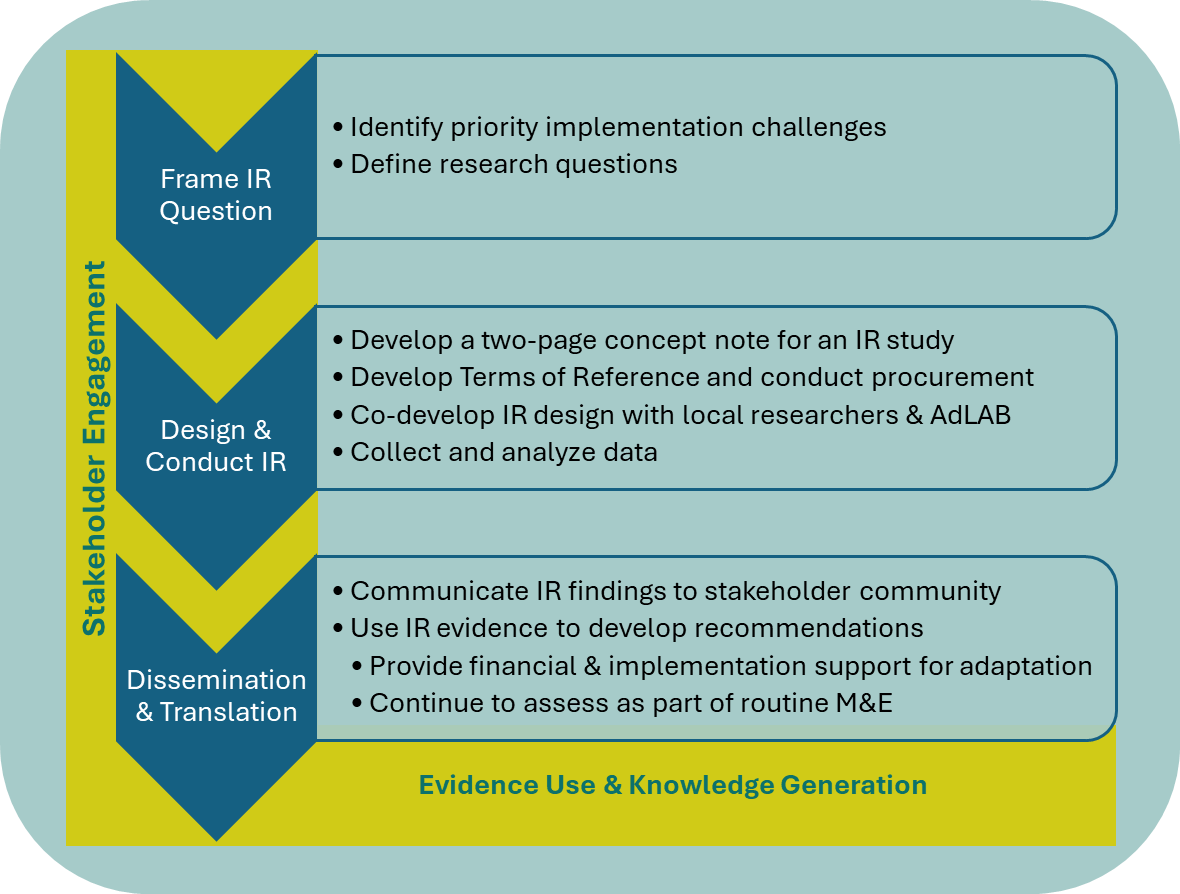 Stakeholder Engagement
Frame IR
Question
• Identify priority implementation challenges
• Define research questions
Design &
Conduct IR
• Develop a two-page concept note for an IR study
• Develop Terms of Reference and conduct procurement
• Co-develop IR design with local researchers & AdLAB
• Collect and analyze data
Dissemination
& Translation
• Communicate IR findings to stakeholder community
• Use IR evidence to develop recommendations
• Provide financial & implementation support for adaptation
• Continue to assess as part of routine M&E
Evidence Use & Knowledge Generation